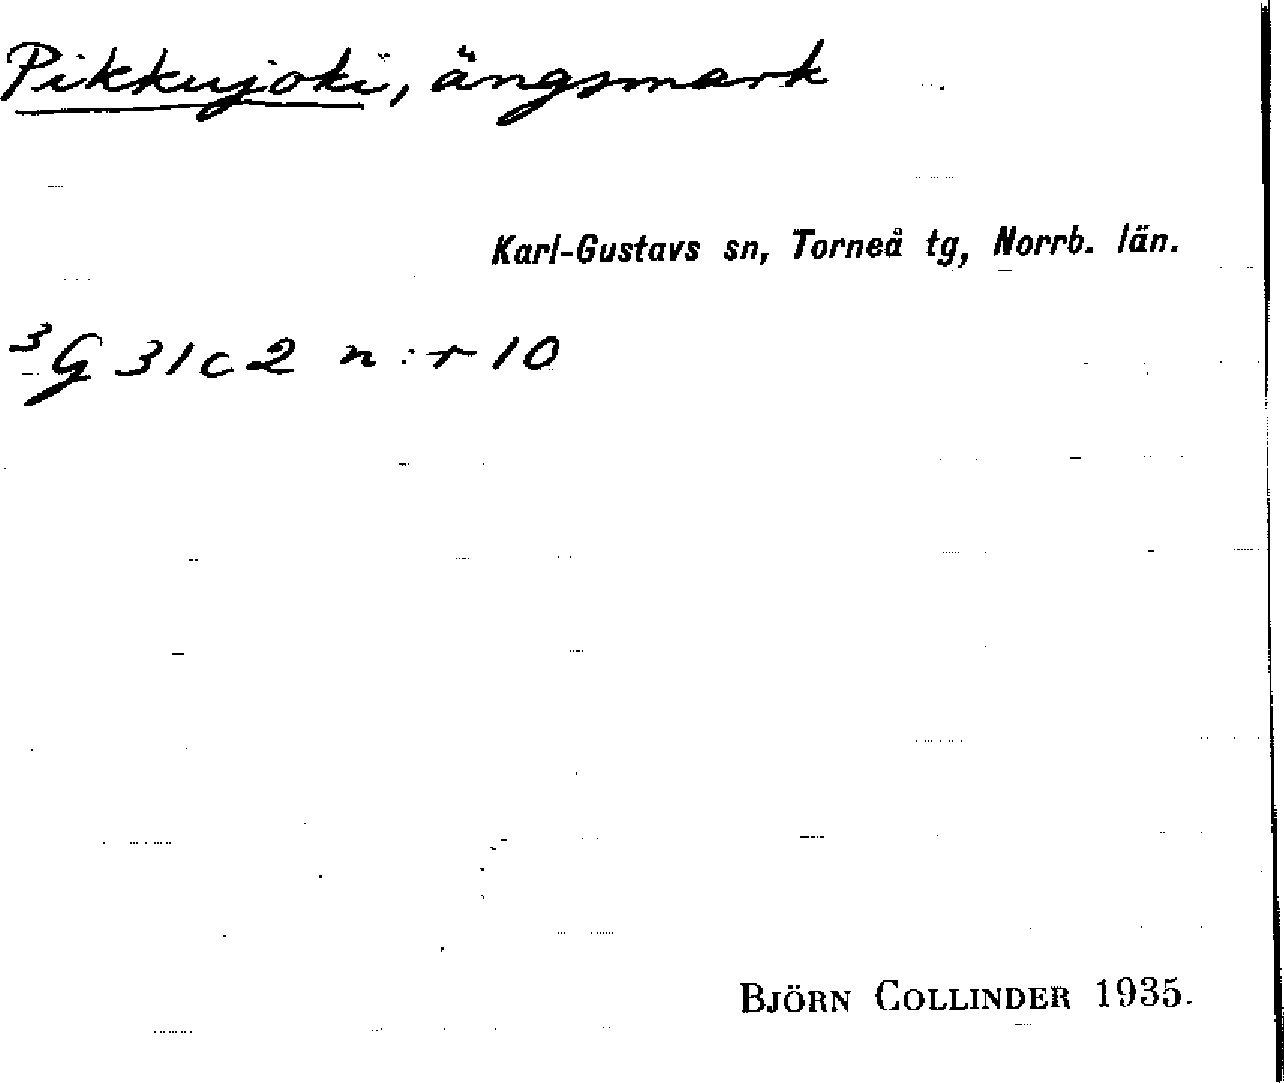 Pikkujoki, ängsmark
Karl-Gustavs sn, Torneå tg, Norrb. län.
³G 31c2 n:r 10
BJÖRN COLLINDER 1935.